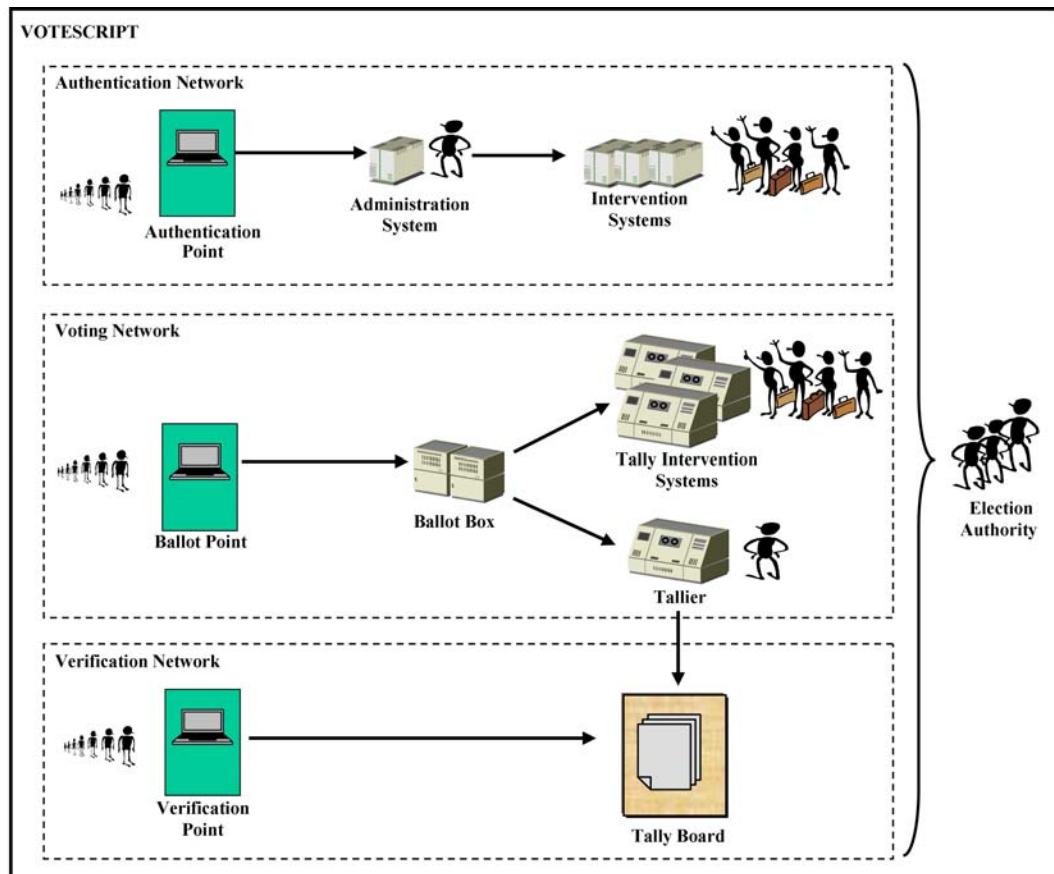 VOTESCRIPT
Authentication Network
Authentication
Point
Administration
System
Intervention
Systems
Voting Network
Ballot Point
Ballot Box
Tally Intervention
Systems
Tallier
Election
Authority
Verification Network
Verification
Point
Tally Board